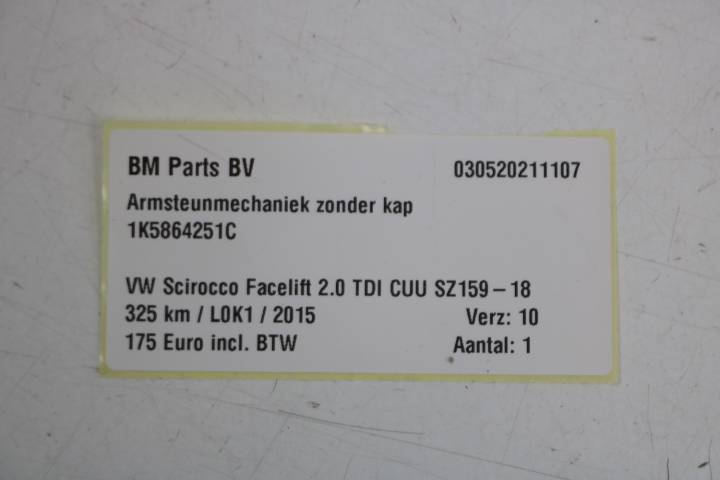 BM Parts BV 030520211107
Armsteunmechaniek zonder kap
1K5864251C
VW Scirocco Facelift 2.0 TDI CUU SZ159 – 18
325 km / L0K1 / 2015 Verz: 10
175 Euro incl. BTW Aantal: 1